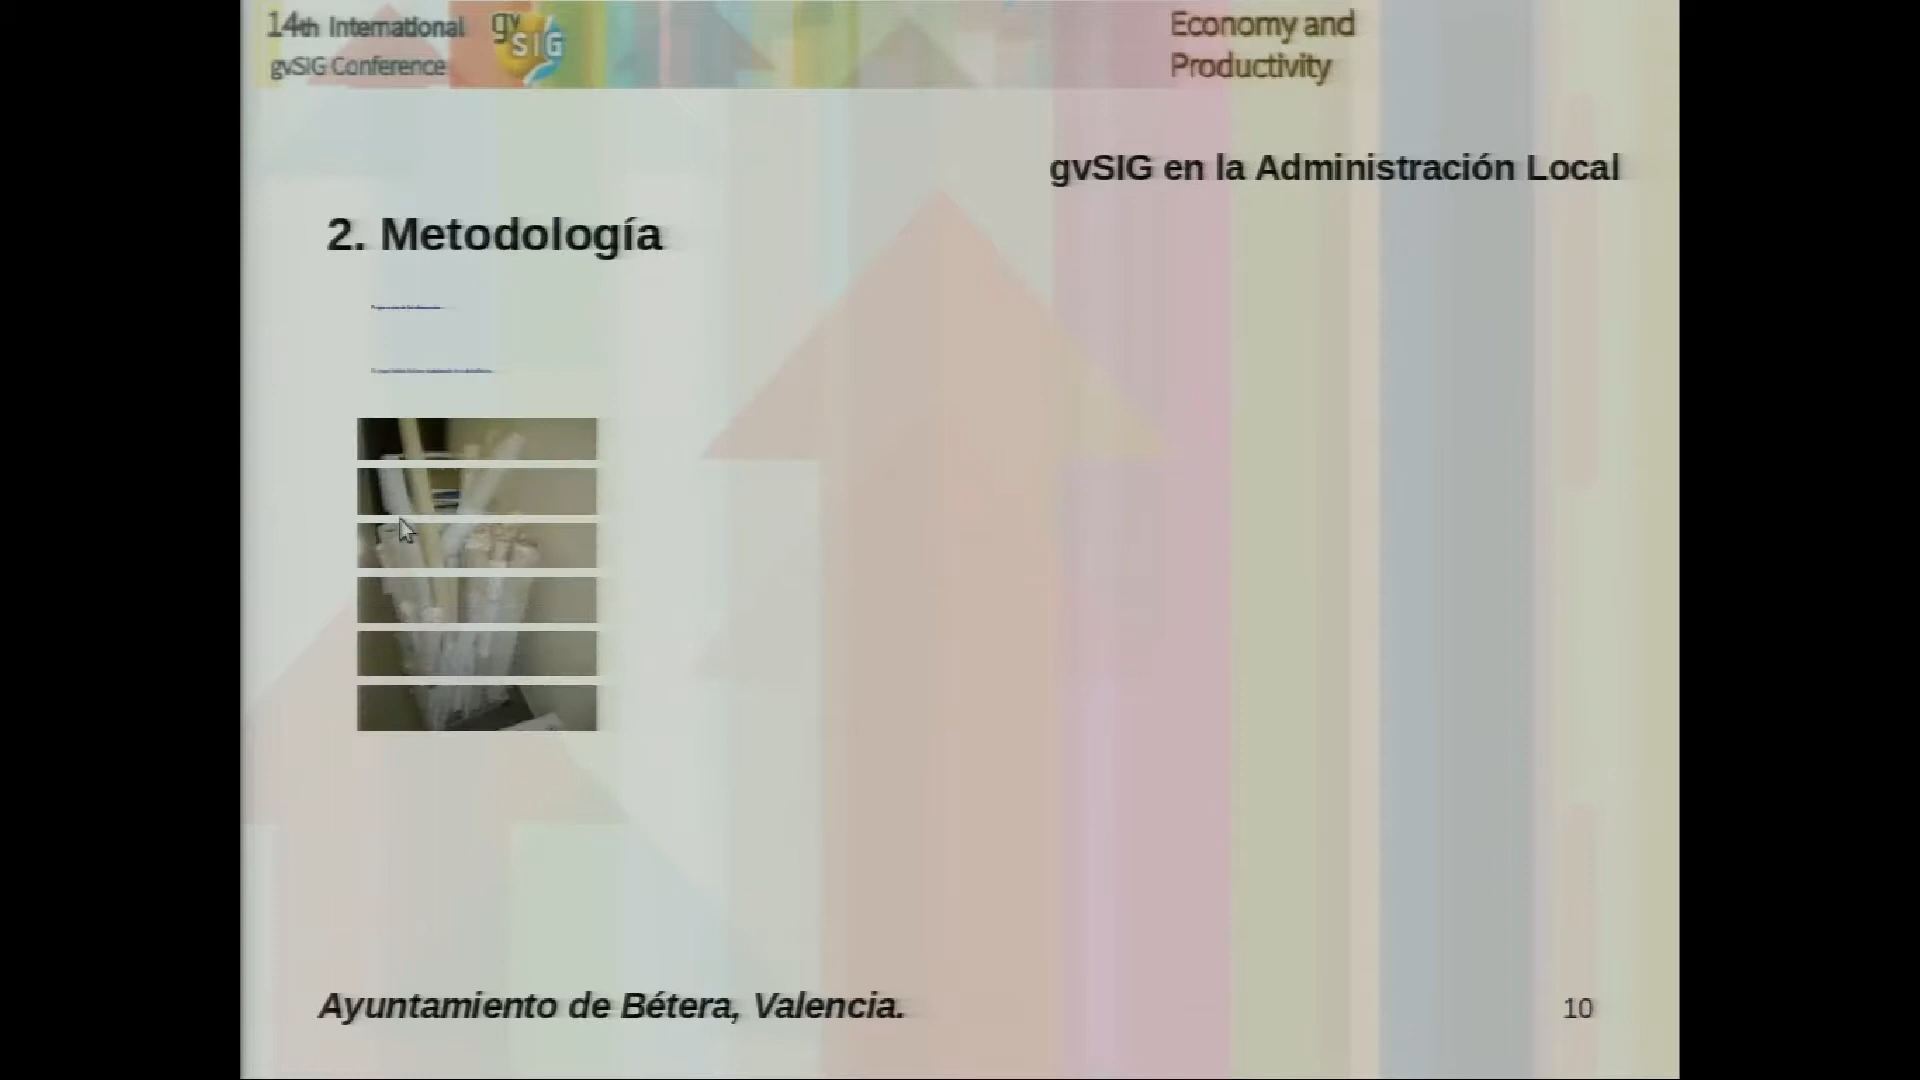 14th International
gvSIG Conference
gvSIG
Economy and
Productivity
gvSIG en la Administración Local
2. Metodología
Ayuntamiento de Bétera, Valencia.
10